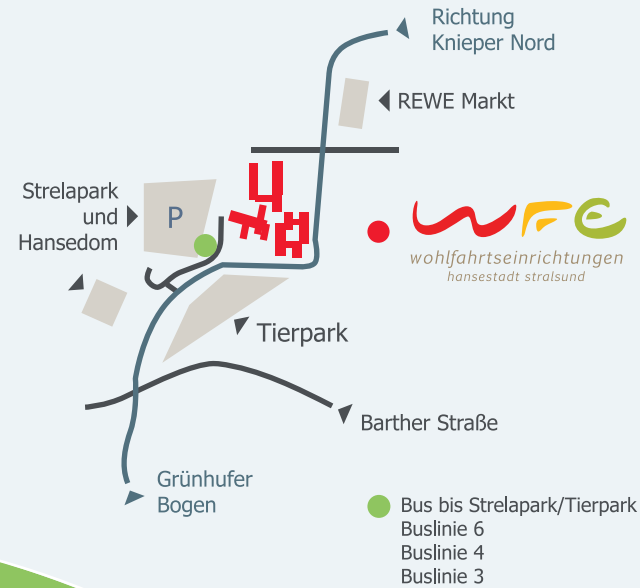 Richtung
Knieper Nord
REWE Markt
Strelapark
und
Hansedom
P
WFE
wohlfahrtseinrichtungen
hansestadt stralsund
Tierpark
Barther Straße
Grünhufer
Bogen
Bus bis Strelapark/Tierpark
Buslinie 6
Buslinie 4
Buslinie 3